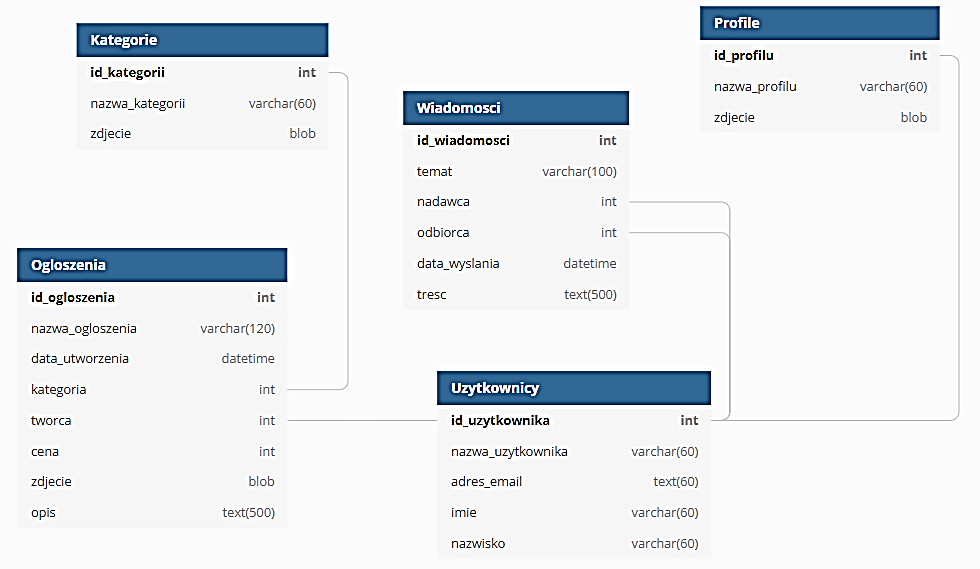 Kategorie
id_kategorii int
nazwa_kategorii varchar(60)
zdjecie blob
Profile
id_profilu int
nazwa_profilu varchar(60)
zdjecie blob
Wiadomosci
id_wiadomosci int
temat varchar(100)
nadawca int
odbiorca int
data_wyslania datetime
tresc text(500)
Ogloszenia
id_ogloszenia int
nazwa_ogloszenia varchar(120)
data_utworzenia datetime
kategoria int
tworca int
cena int
zdjecie blob
opis text(500)
Uzytkownicy
id_uzytkownika int
nazwa_uzytkownika varchar(60)
adres_email text(60)
imie varchar(60)
nazwisko varchar(60)